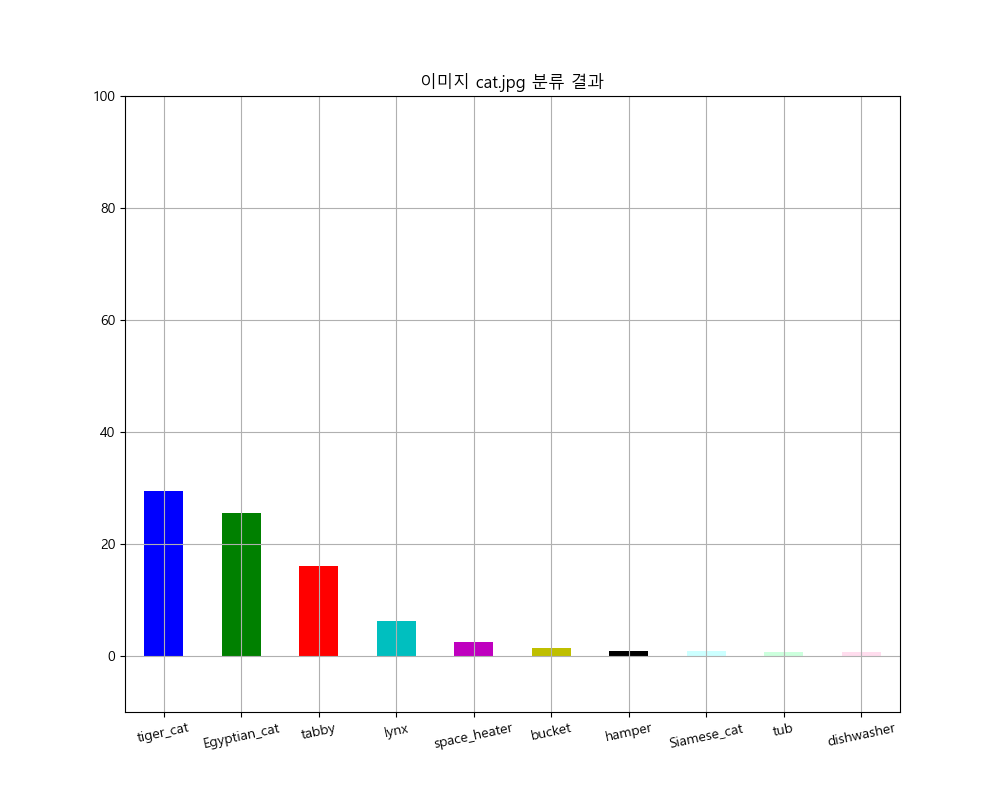 이미지 cat.jpg 분류 결과
100
80
60
40
20
0
tiger_cat
Egyptian_cat
tabby
lynx
space_heater
bucket
hamper
Siamese_cat
tub
dishwasher